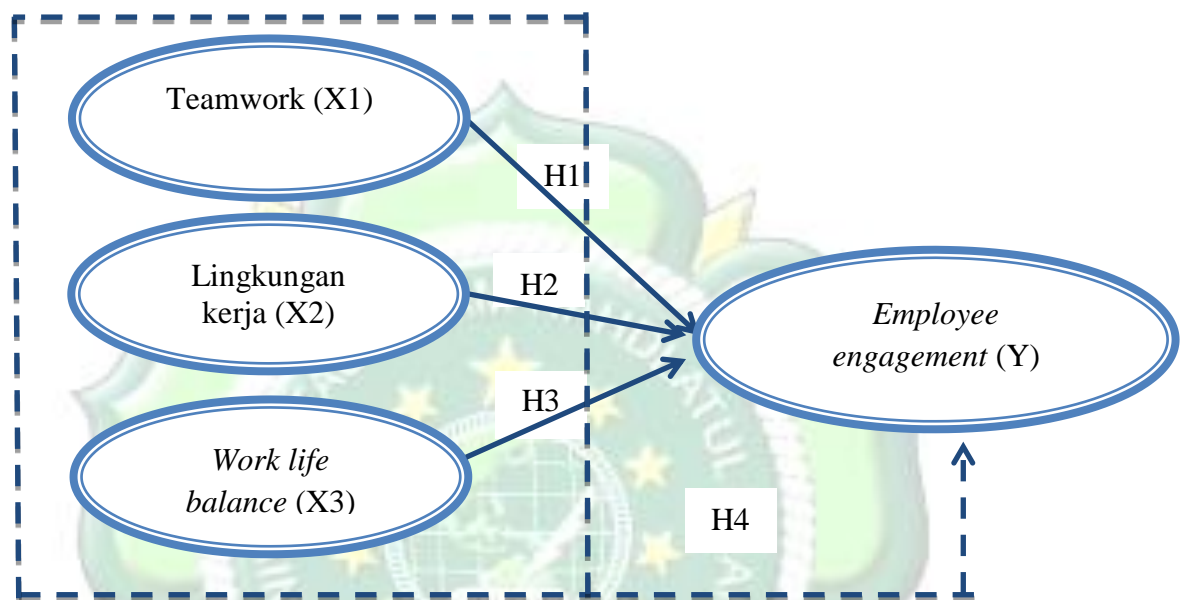 Teamwork (X1)
H1
Lingkungan
kerja (X2)
H2
Employee
engagement (Y)
H3
Work life
balance (X3)
H4